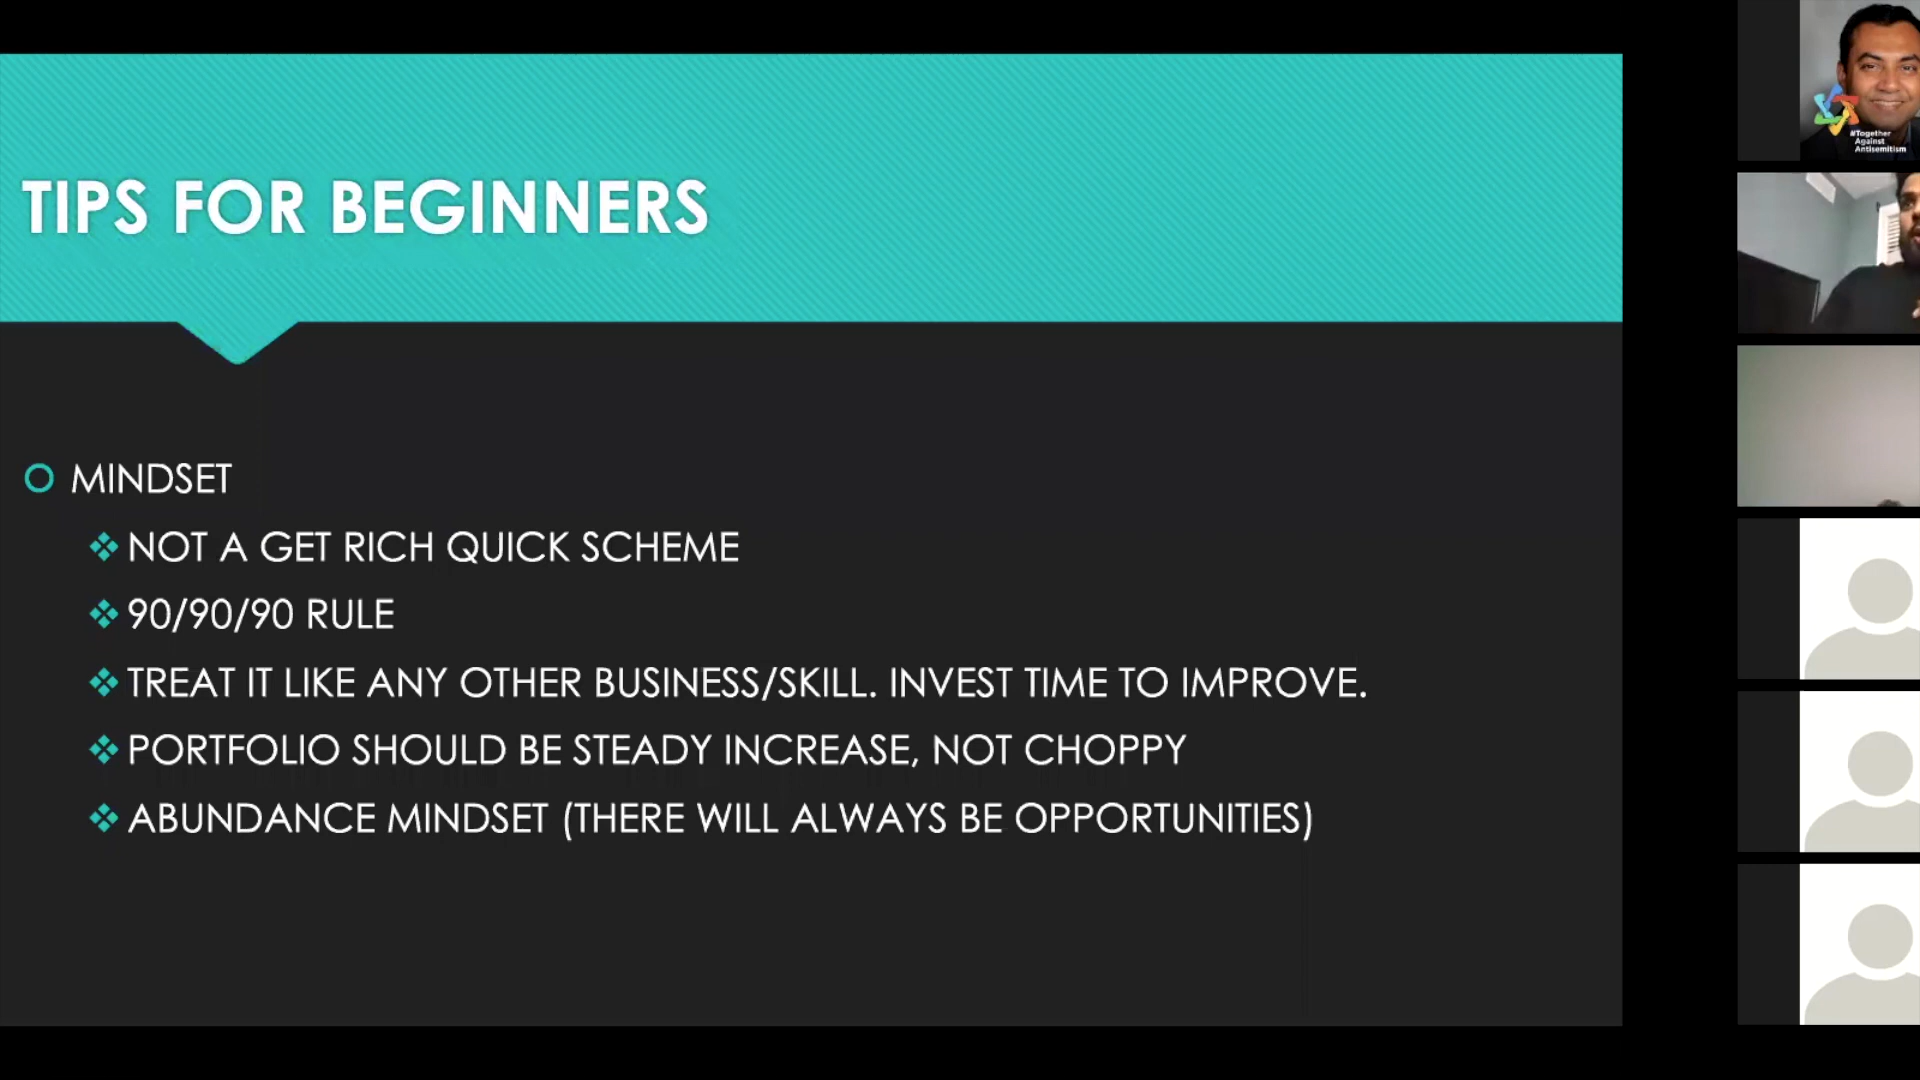 TIPS FOR BEGINNERS
MINDSET
NOT A GET RICH QUICK SCHEME
90/90/90 RULE
TREAT IT LIKE ANY OTHER BUSINESS/SKILL. INVEST TIME TO IMPROVE.
PORTFOLIO SHOULD BE STEADY INCREASE, NOT CHOPPY
ABUNDANCE MINDSET (THERE WILL ALWAYS BE OPPORTUNITIES)
#Together
Against
Antisemitism